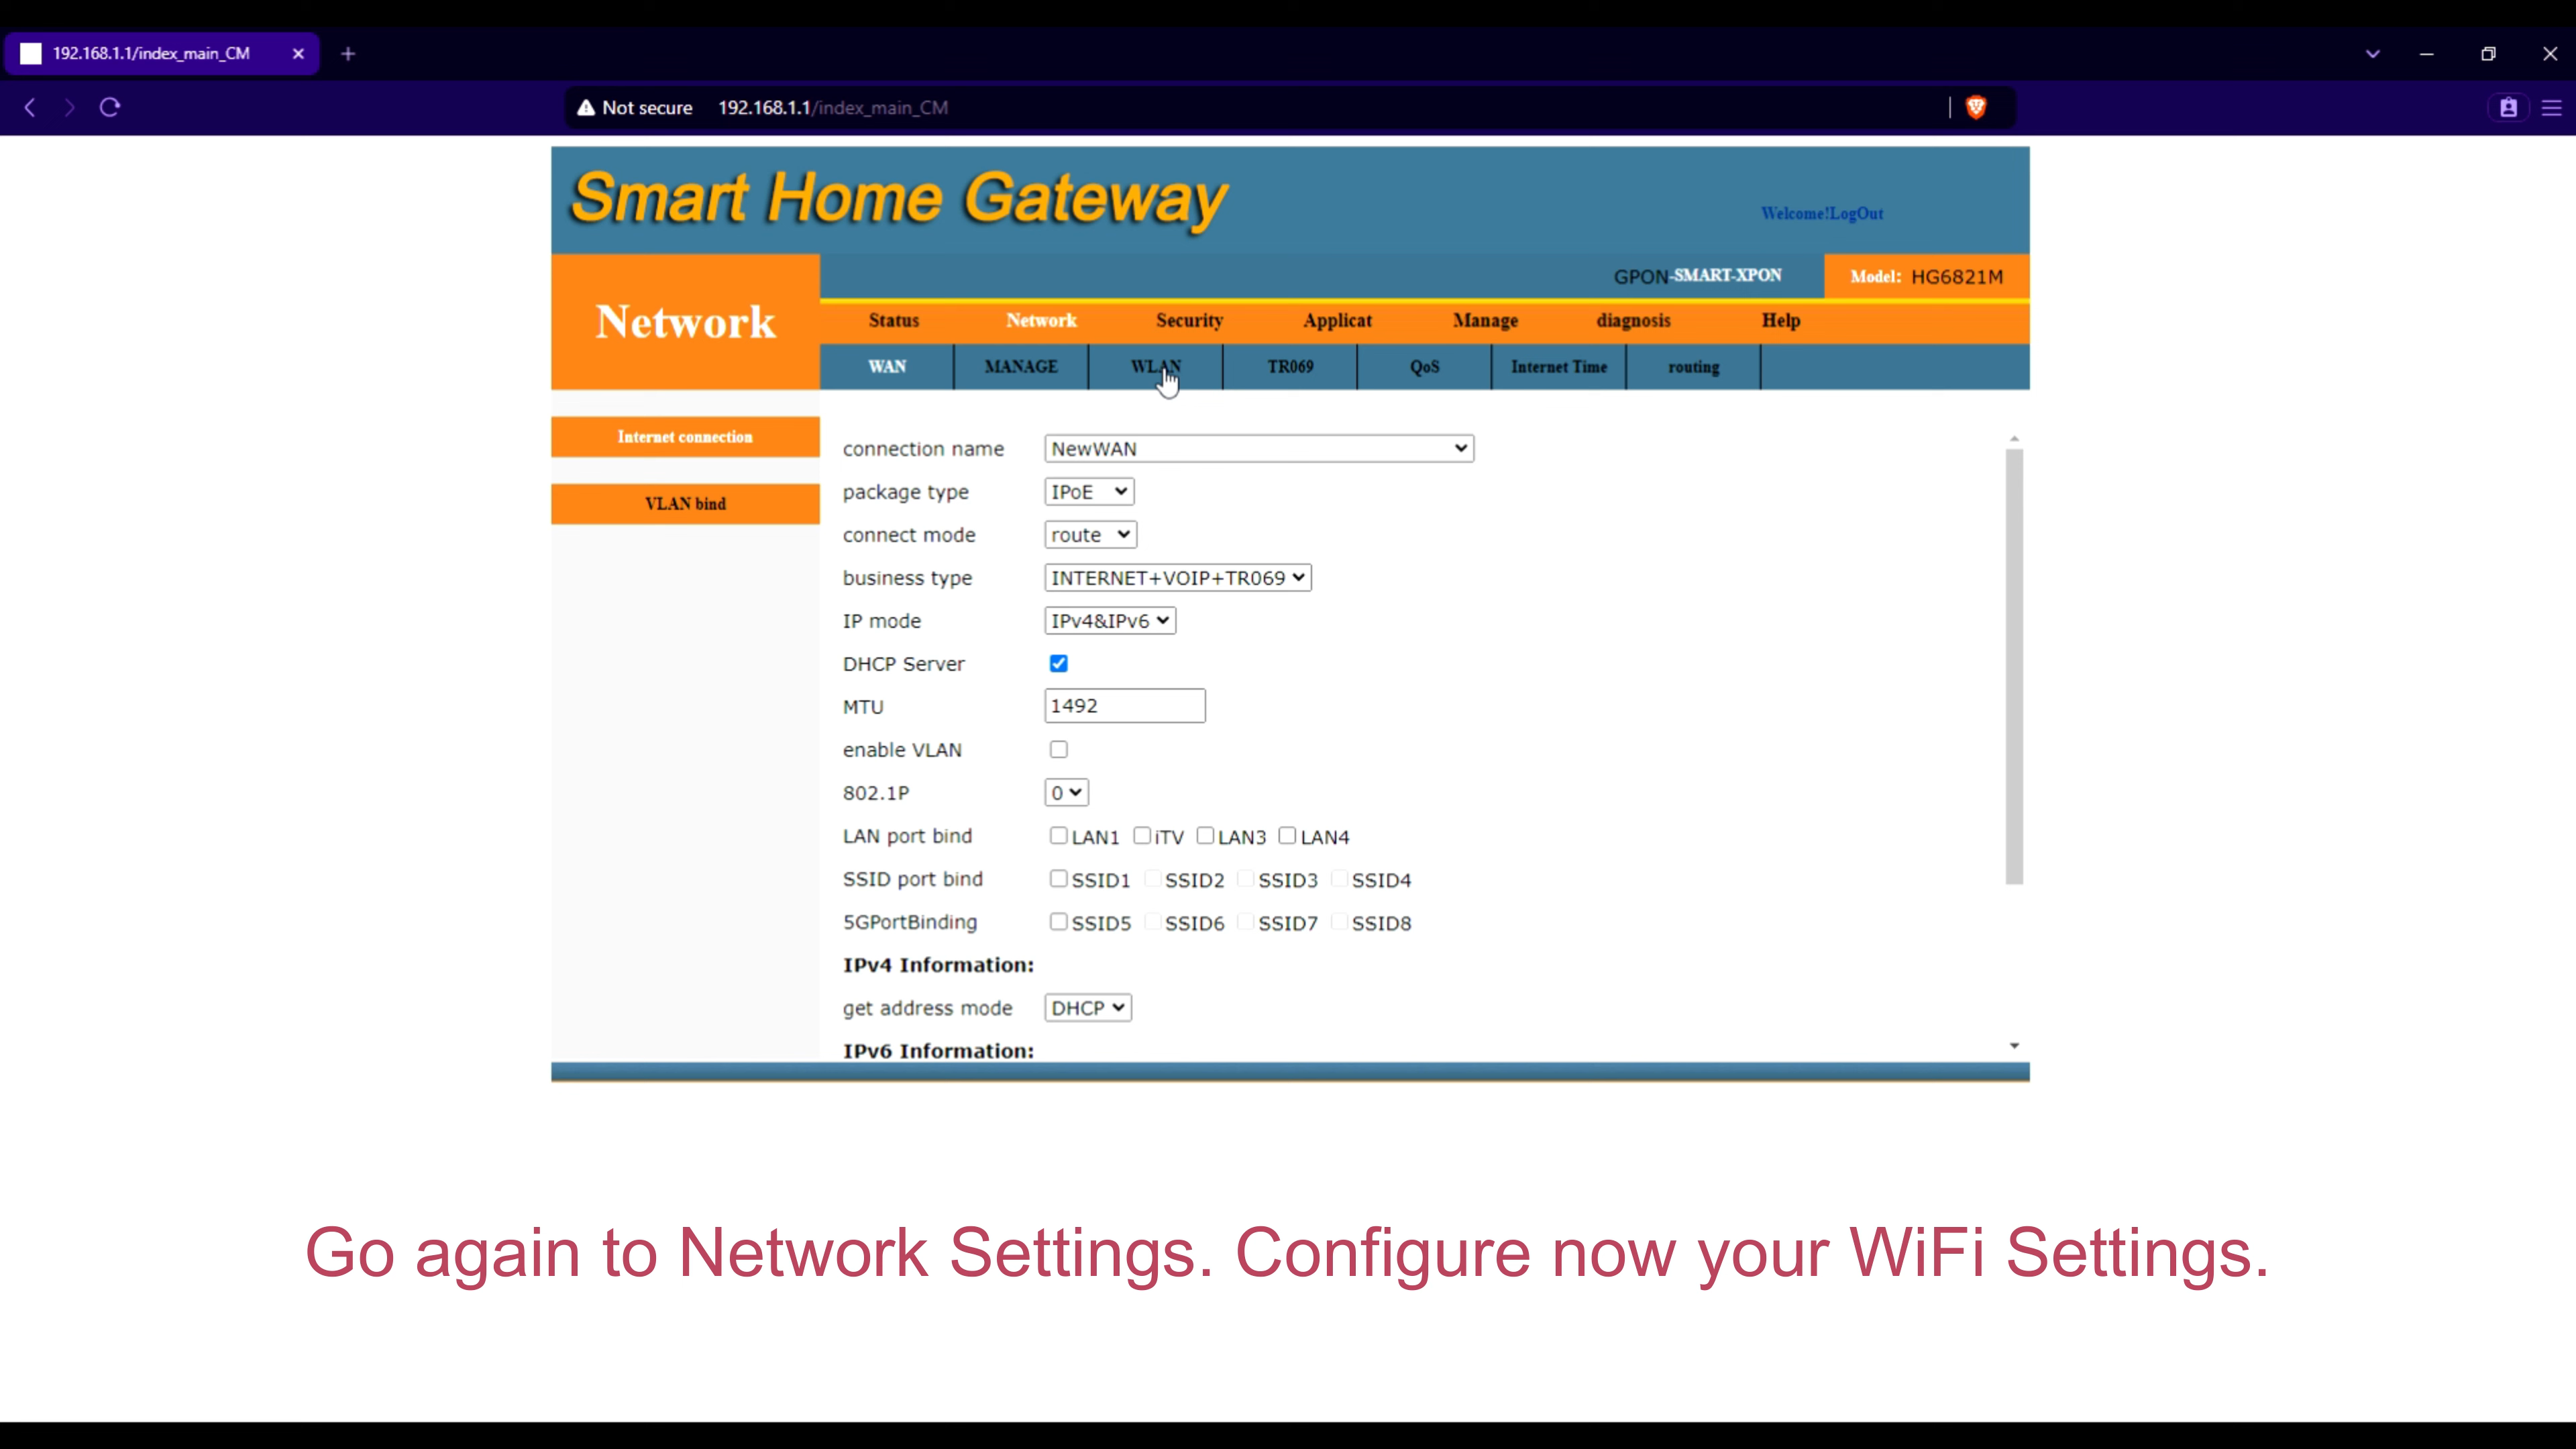 192.168.1.1/index_main_CM
Not secure 192.168.1.1/index_main_CM
Smart Home Gateway
Welcome!LogOut
GPON-SMART-XPON Model: HG6821M
Network
Status Network Security Applicat Manage diagnosis Help
WAN MANAGE WLAN TR069 QoS Internet Time routing
Internet connection
VLAN bind
connection name NewWAN
package type IPoE
connect mode route
business type INTERNET+VOIP+TR069
IP mode IPv4&IPv6
DHCP Server
MTU 1492
enable VLAN
802.1P 0
LAN port bind LAN1 iTV LAN3 LAN4
SSID port bind SSID1 SSID2 SSID3 SSID4
5GPortBinding SSID5 SSID6 SSID7 SSID8
IPv4 Information:
get address mode DHCP
IPv6 Information:
Go again to Network Settings. Configure now your WiFi Settings.